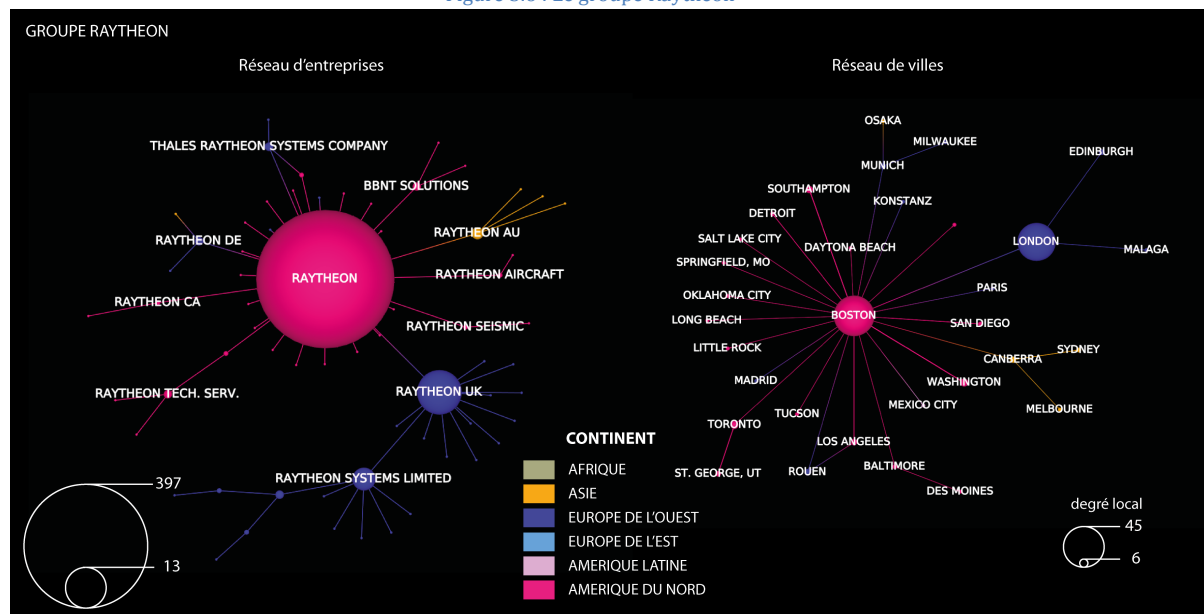 GROUPE RAYTHEON
Réseau d'entreprises
THALES RAYTHEON SYSTEMS COMPANY
BBNT SOLUTIONS
RAYTHEON DE
RAYTHEON AU
RAYTHEON
RAYTHEON AIRCRAFT
RAYTHEON CA
RAYTHEON SEISMIC
RAYTHEON TECH. SERV.
RAYTHEON UK
RAYTHEON SYSTEMS LIMITED
397
13
CONTINENT
AFRIQUE
ASIE
EUROPE DE L'OUEST
EUROPE DE L'EST
AMERIQUE LATINE
AMERIQUE DU NORD
Réseau de villes
OSAKA
MILWAUKEE
EDINBURGH
MUNICH
SOUTHAMPTON
KONSTANZ
DETROIT
SALT LAKE CITY
DAYTONA BEACH
LONDON
MALAGA
SPRINGFIELD, MO
PARIS
OKLAHOMA CITY
BOSTON
LONG BEACH
SAN DIEGO
LITTLE ROCK
SYDNEY
CANBERRA
MADRID
WASHINGTON
MEXICO CITY
MELBOURNE
TUCSON
TORONTO
LOS ANGELES
ST. GEORGE, UT
ROUEN
BALTIMORE
DES MOINES
degré local
45
6